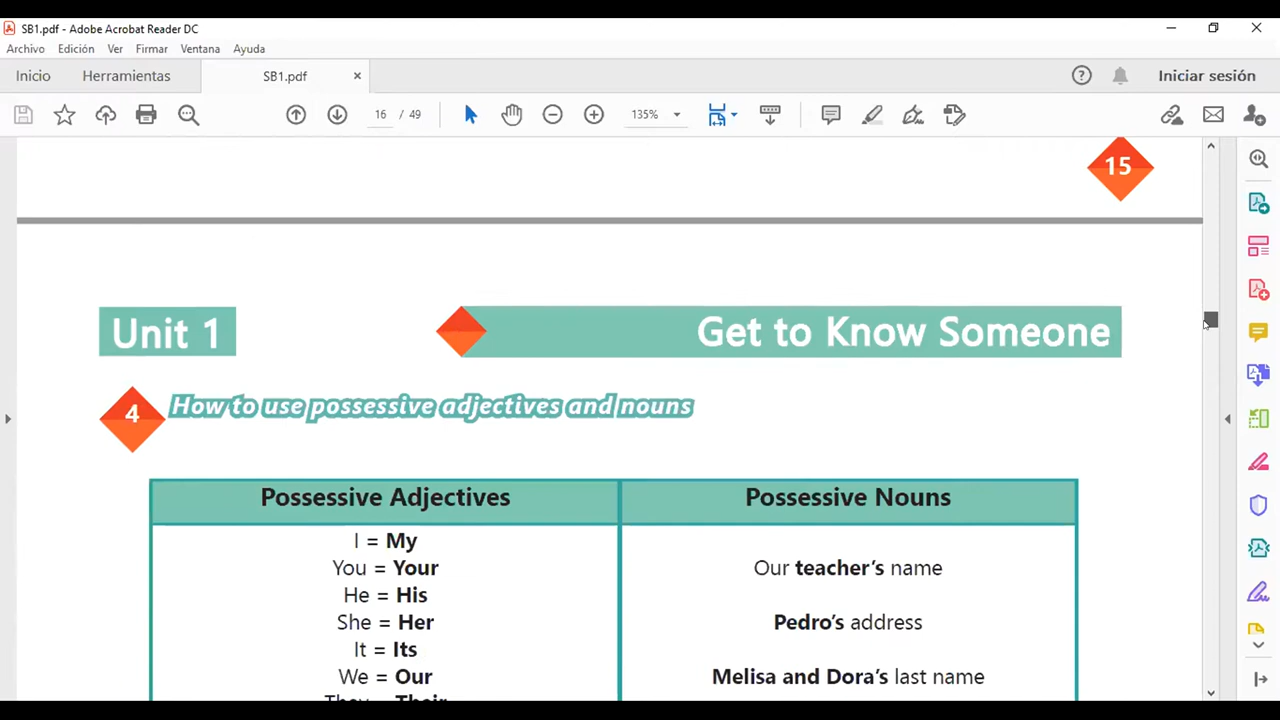 SB1.pdf - Adobe Acrobat Reader DC
Archivo Edición Ver Firmar Ventana Ayuda
Inicio Herramientas SB1.pdf × Iniciar sesión
16 / 49 135%
15
Unit 1 Get to Know Someone
4 How to use possessive adjectives and nouns
Possessive Adjectives Possessive Nouns
I = My
You = Your Our teacher's name
He = His
She = Her Pedro's address
It = Its
We = Our Melisa and Dora's last name
They = Their